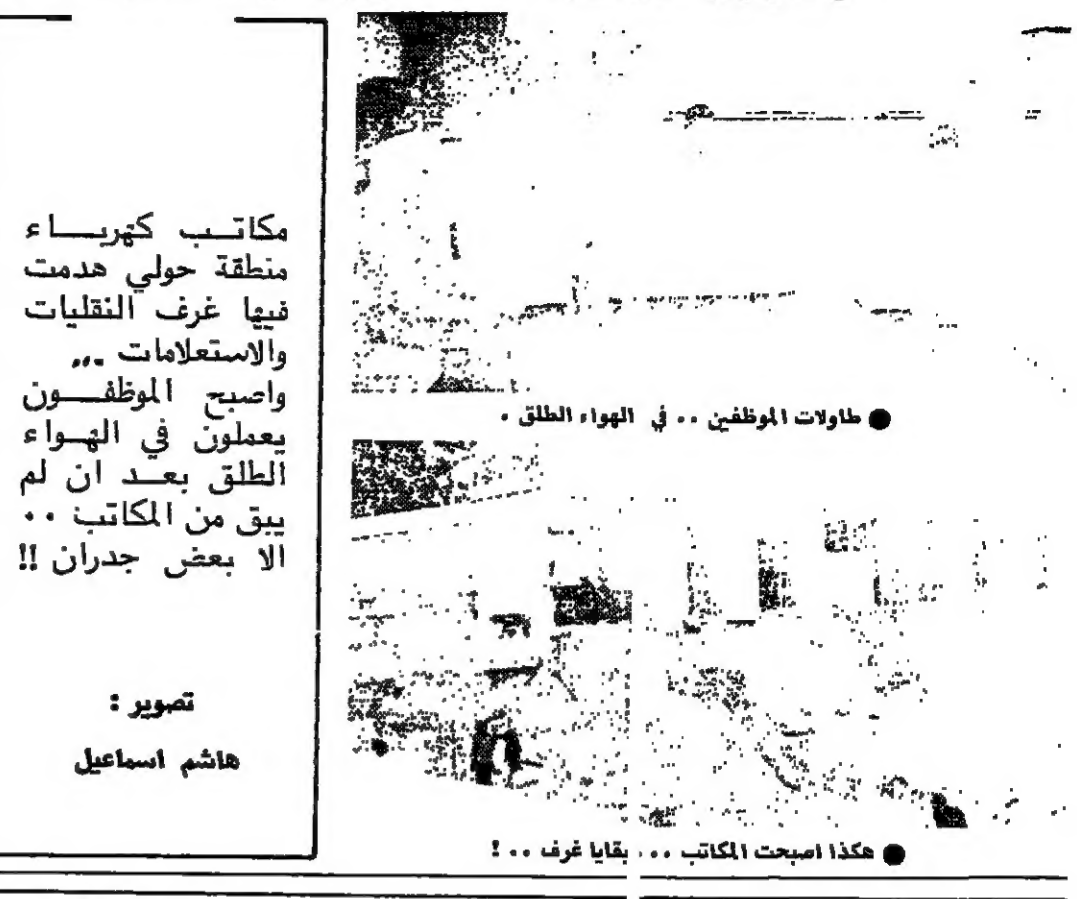 ● طاولات الموظفين .. في الهواء الطلق .
● هكذا اصبحت المكاتب ... بقايا غرف .. !
مكاتب كهرباء
منطقة حولي هدمت
فيها غرف النقليات
والاستعلامات ...
واصبح الموظفون
يعملون في الهواء
الطلق بعد ان لم
يبق من المكاتب ..
الا بعض جدران !!
تصوير :
هاشم اسماعيل